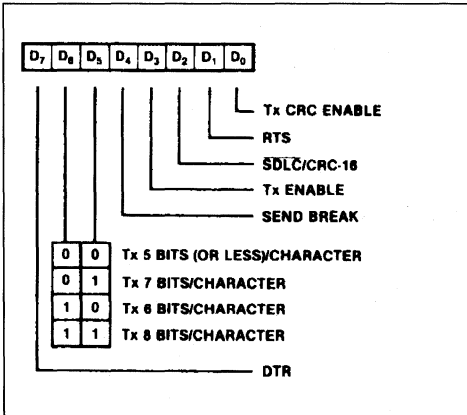 D7 D6 D5 D4 D3 D2 D1 D0
Tx CRC ENABLE
RTS
SDLC/CRC-16
Tx ENABLE
SEND BREAK
0 0 Tx 5 BITS (OR LESS)/CHARACTER
0 1 Tx 7 BITS/CHARACTER
1 0 Tx 6 BITS/CHARACTER
1 1 Tx 8 BITS/CHARACTER
DTR